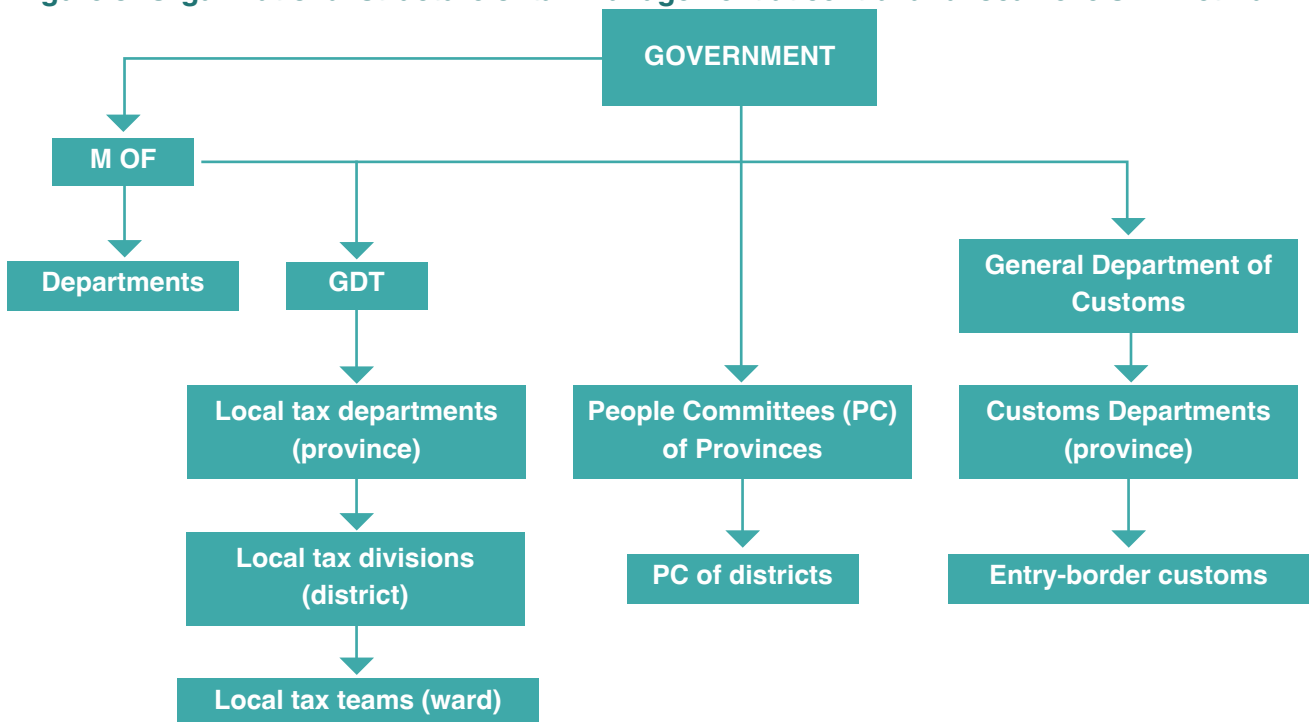 GOVERNMENT
M OF
Departments
GDT
General Department of
Customs
Local tax departments
(province)
People Committees (PC)
of Provinces
Customs Departments
(province)
Local tax divisions
(district)
PC of districts
Entry-border customs
Local tax teams (ward)